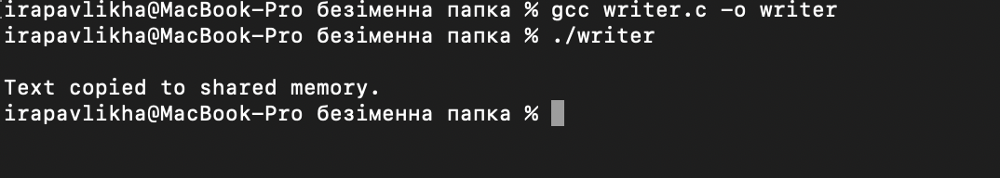 irapavlikha@MacBook-Pro безіменна папка % gcc writer.c -o writer
irapavlikha@MacBook-Pro безіменна папка % ./writer
Text copied to shared memory.
irapavlikha@MacBook-Pro безіменна папка %